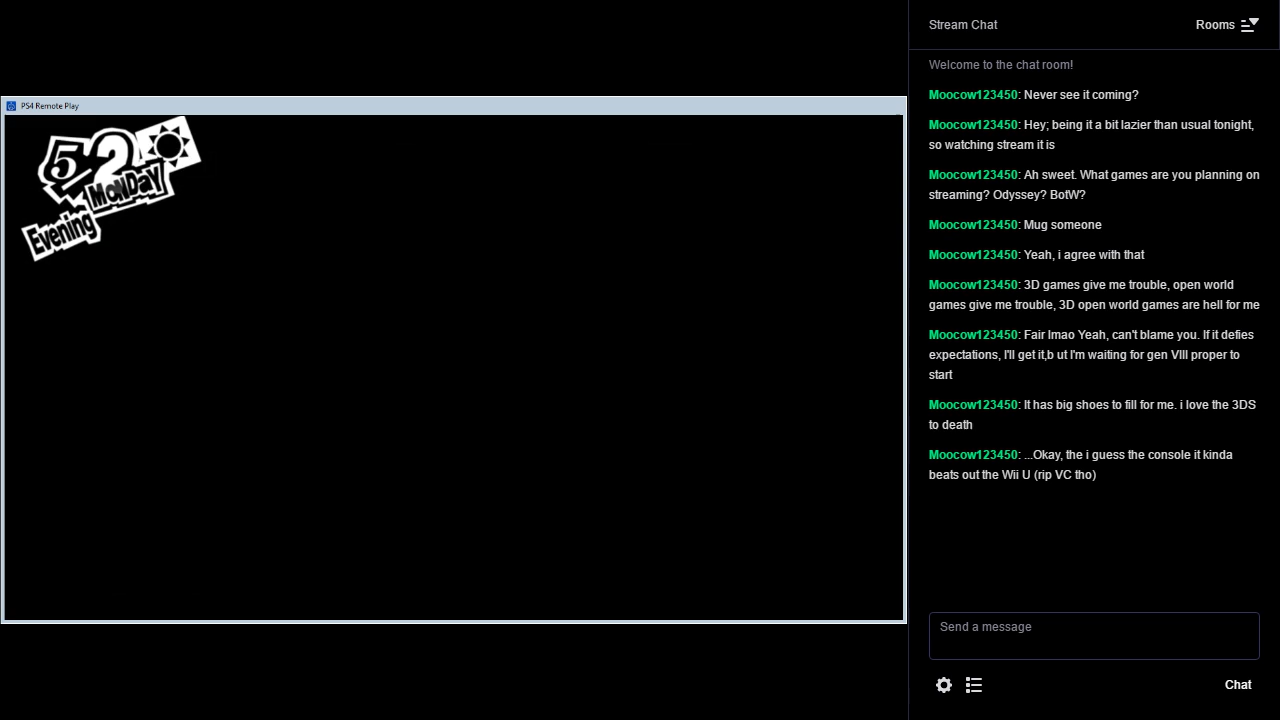 PS4 Remote Play
5/2
Monday
Evening
Stream Chat
Rooms
Welcome to the chat room!
Moocow123450: Never see it coming?
Moocow123450: Hey; being it a bit lazier than usual tonight,
so watching stream it is
Moocow123450: Ah sweet. What games are you planning on
streaming? Odyssey? BotW?
Moocow123450: Mug someone
Moocow123450: Yeah, i agree with that
Moocow123450: 3D games give me trouble, open world
games give me trouble, 3D open world games are hell for me
Moocow123450: Fair lmao Yeah, can't blame you. If it defies
expectations, I'll get it,b ut I'm waiting for gen VIII proper to
start
Moocow123450: It has big shoes to fill for me. i love the 3DS
to death
Moocow123450: ...Okay, the i guess the console it kinda
beats out the Wii U (rip VC tho)
Send a message
Chat